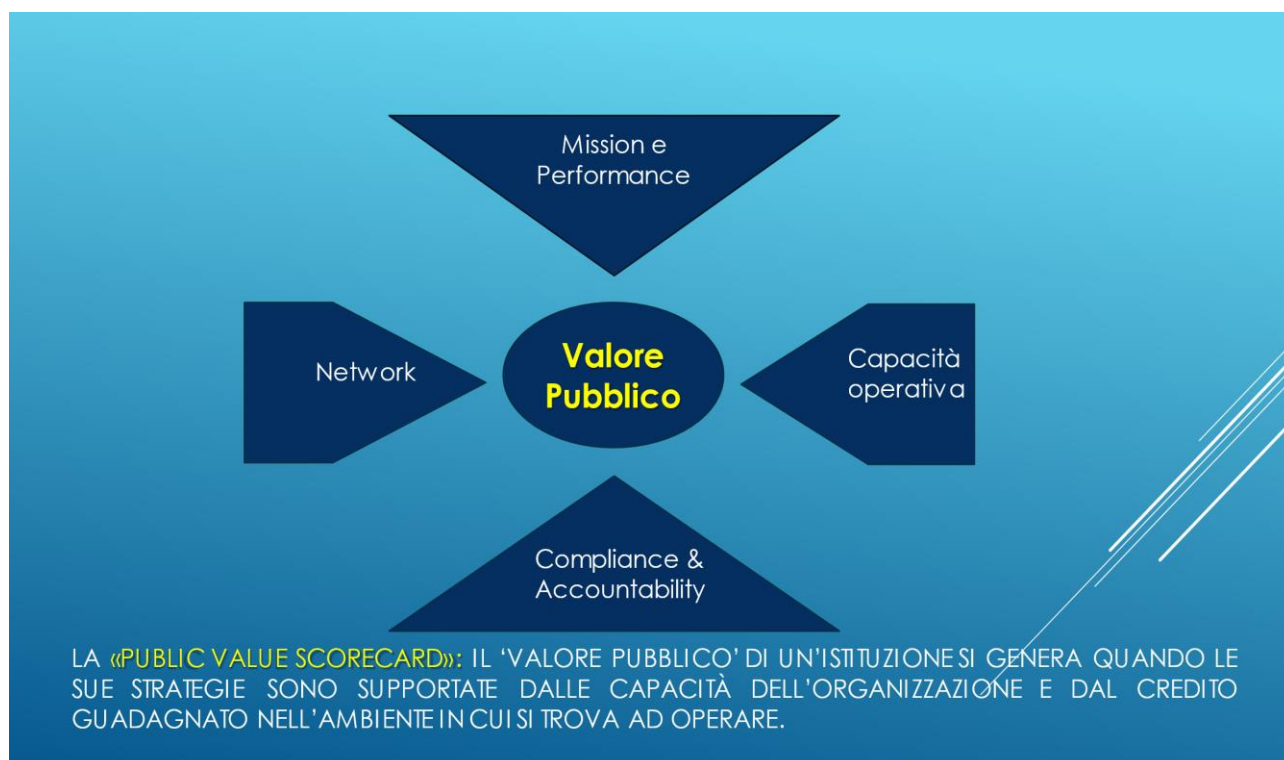 Mission e
Performance
Network
Valore
Pubblico
Capacità
operativa
Compliance &
Accountability
LA «PUBLIC VALUE SCORECARD»: IL ‘VALORE PUBBLICO’ DI UN’ISTITUZIONE SI GENERA QUANDO LE
SUE STRATEGIE SONO SUPPORTATE DALLE CAPACITÀ DELL’ORGANIZZAZIONE E DAL CREDITO
GUADAGNATO NELL’AMBIENTE IN CUI SI TROVA AD OPERARE.